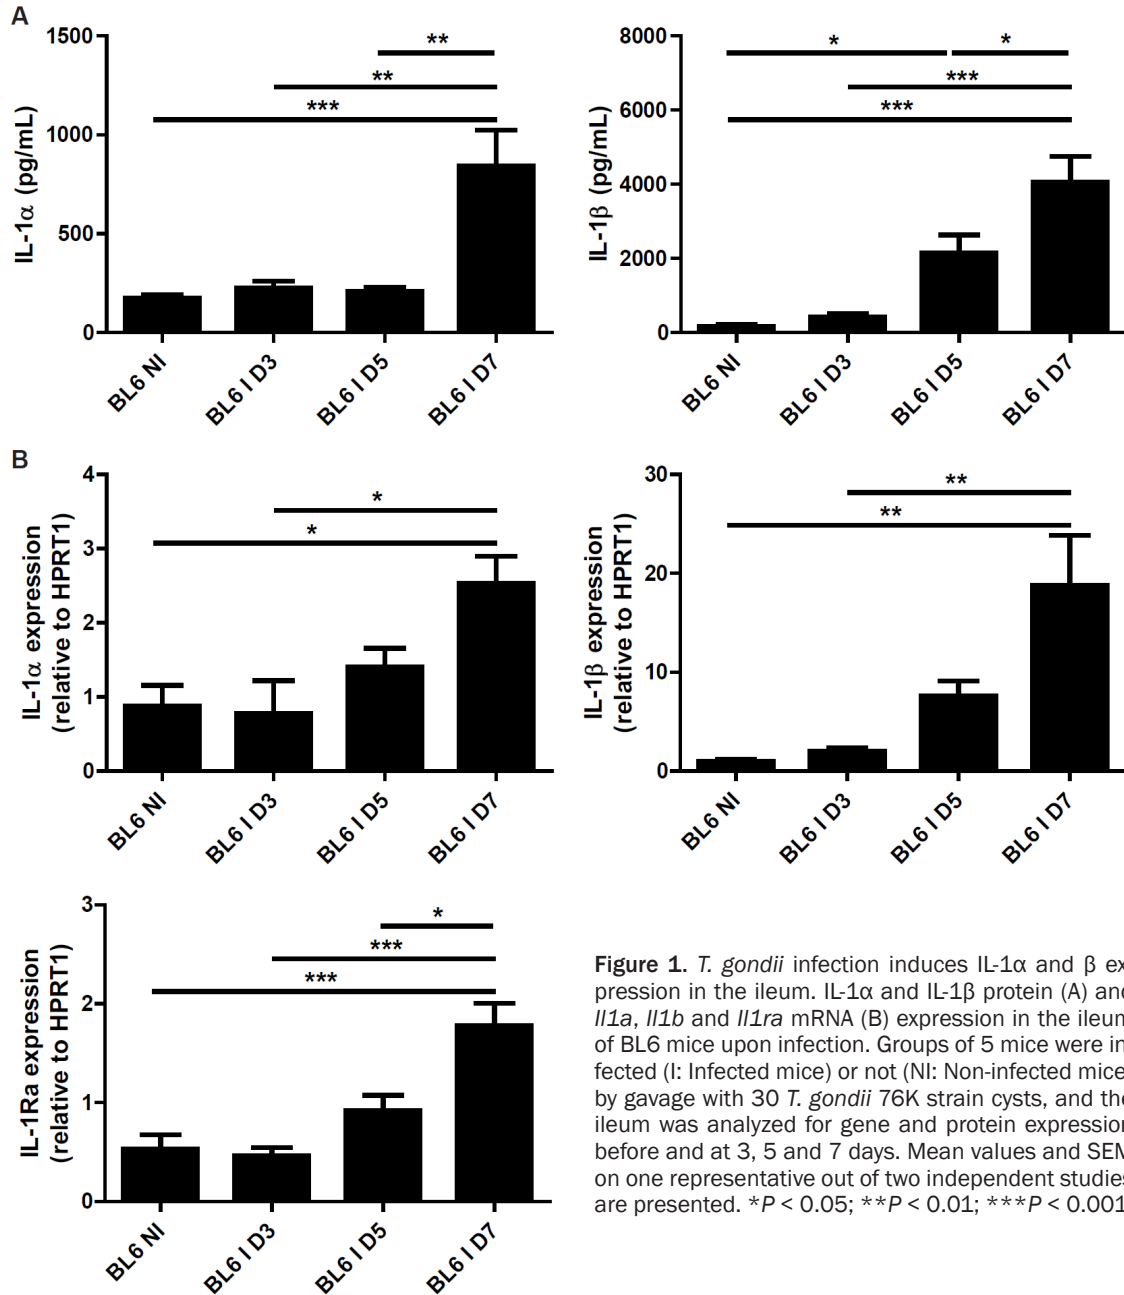 A
1500
1000
500
0
IL-1α (pg/mL)
**
**
***
BL6 NI
BL6 I D3
BL6 I D5
BL6 I D7
8000
6000
4000
2000
0
IL-1β (pg/mL)
*
*
***
***
BL6 NI
BL6 I D3
BL6 I D5
BL6 I D7
B
4
3
2
1
0
IL-1α expression
(relative to HPRT1)
*
*
BL6 NI
BL6 I D3
BL6 I D5
BL6 I D7
30
20
10
0
IL-1β expression
(relative to HPRT1)
**
**
BL6 NI
BL6 I D3
BL6 I D5
BL6 I D7
3
2
1
0
IL-1Ra expression
(relative to HPRT1)
*
***
***
BL6 NI
BL6 I D3
BL6 I D5
BL6 I D7
Figure 1. T. gondii infection induces IL-1α and β ex
pression in the ileum. IL-1α and IL-1β protein (A) and
Il1a, Il1b and Il1ra mRNA (B) expression in the ileum
of BL6 mice upon infection. Groups of 5 mice were in
fected (I: Infected mice) or not (NI: Non-infected mice
by gavage with 30 T. gondii 76K strain cysts, and the
ileum was analyzed for gene and protein expression
before and at 3, 5 and 7 days. Mean values and SEM
on one representative out of two independent studies
are presented. *P < 0.05; **P < 0.01; ***P < 0.001